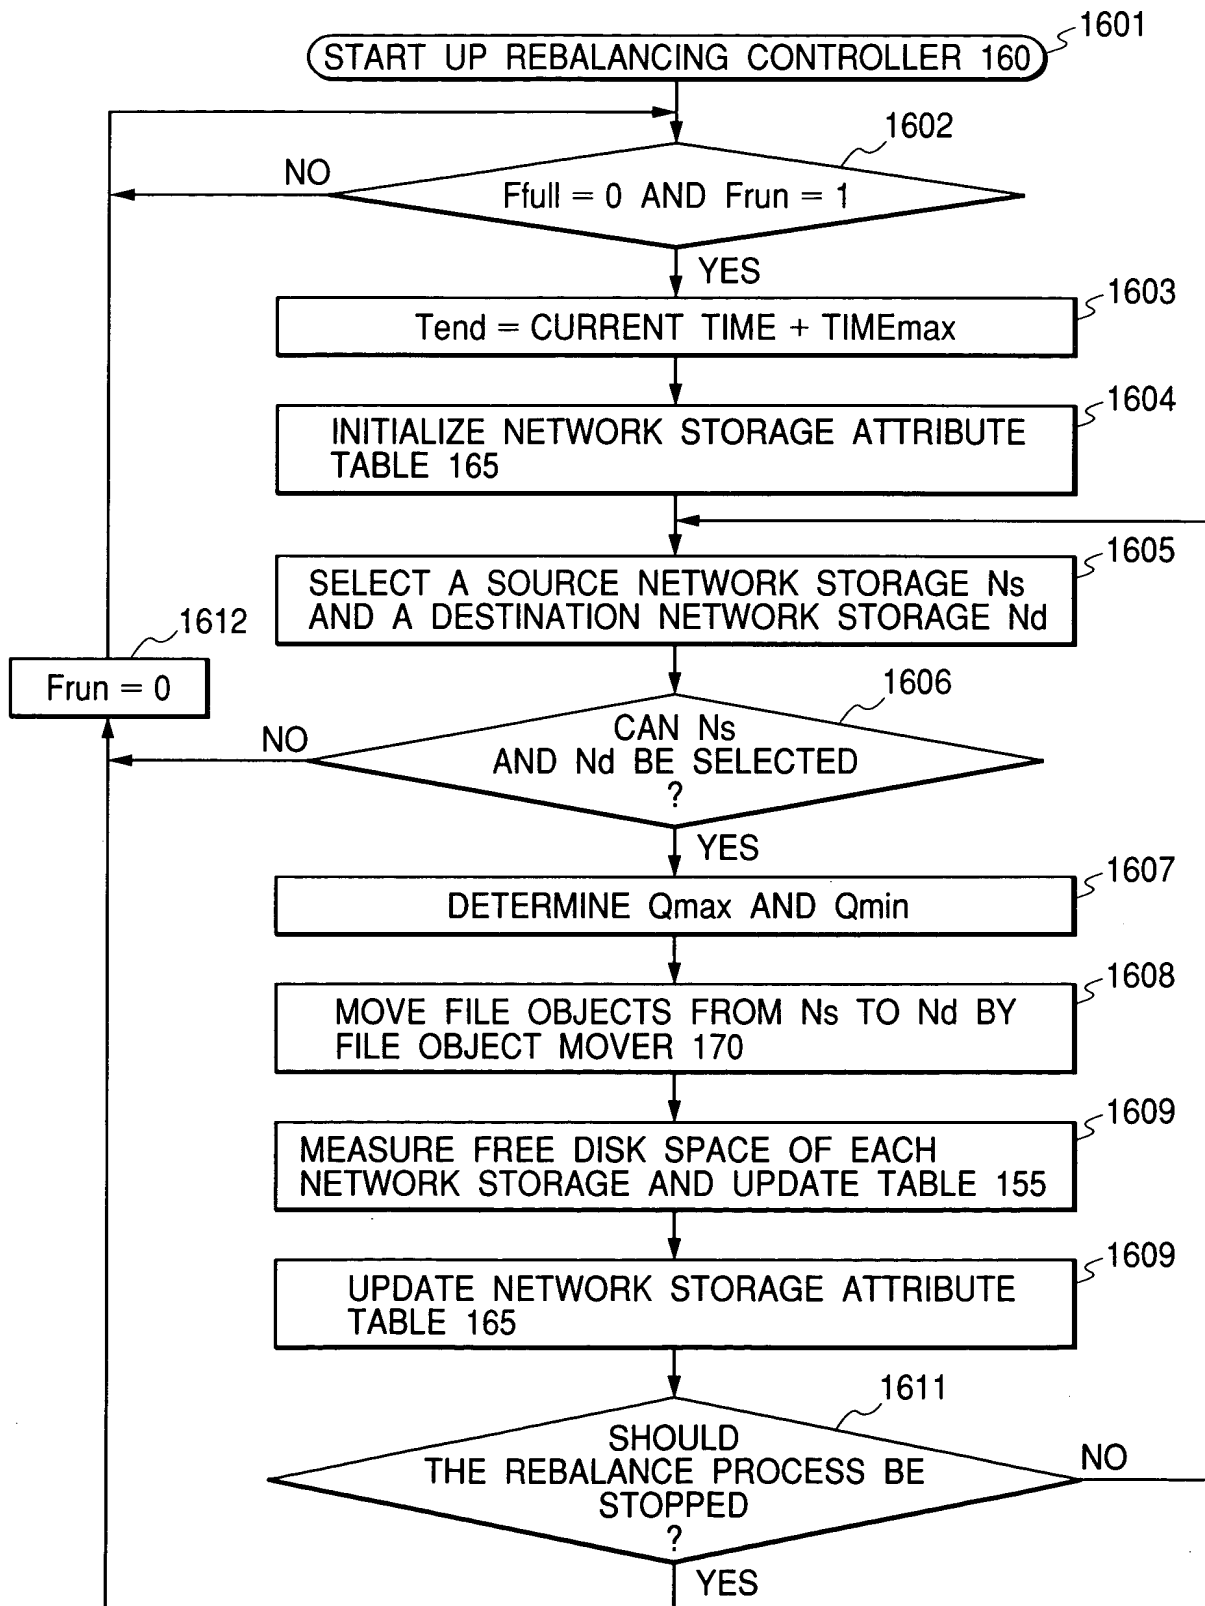 START UP REBALANCING CONTROLLER 160
1601
1602
NO
Ffull = 0 AND Frun = 1
YES
1603
Tend = CURRENT TIME + TIMEmax
1604
INITIALIZE NETWORK STORAGE ATTRIBUTE
TABLE 165
1605
SELECT A SOURCE NETWORK STORAGE Ns
AND A DESTINATION NETWORK STORAGE Nd
1612
Frun = 0
1606
NO
CAN Ns
AND Nd BE SELECTED
?
YES
1607
DETERMINE Qmax AND Qmin
1608
MOVE FILE OBJECTS FROM Ns TO Nd BY
FILE OBJECT MOVER 170
1609
MEASURE FREE DISK SPACE OF EACH
NETWORK STORAGE AND UPDATE TABLE 155
1609
UPDATE NETWORK STORAGE ATTRIBUTE
TABLE 165
1611
SHOULD
THE REBALANCE PROCESS BE
STOPPED
?
NO
YES